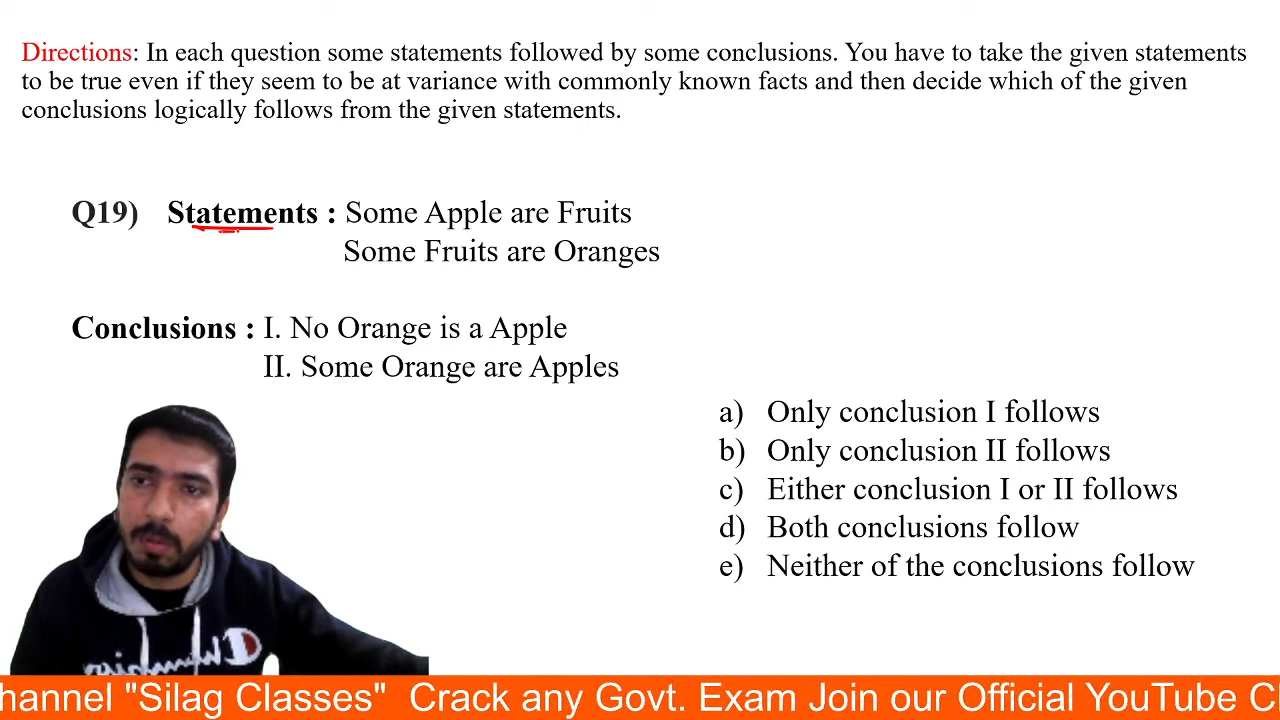 Directions: In each question some statements followed by some conclusions. You have to take the given statements
to be true even if they seem to be at variance with commonly known facts and then decide which of the given
conclusions logically follows from the given statements.
Q19) Statements : Some Apple are Fruits
Some Fruits are Oranges
Conclusions : I. No Orange is a Apple
II. Some Orange are Apples
a) Only conclusion I follows
b) Only conclusion II follows
c) Either conclusion I or II follows
d) Both conclusions follow
e) Neither of the conclusions follow
Champion
hannel "Silag Classes" Crack any Govt. Exam Join our Official YouTube C